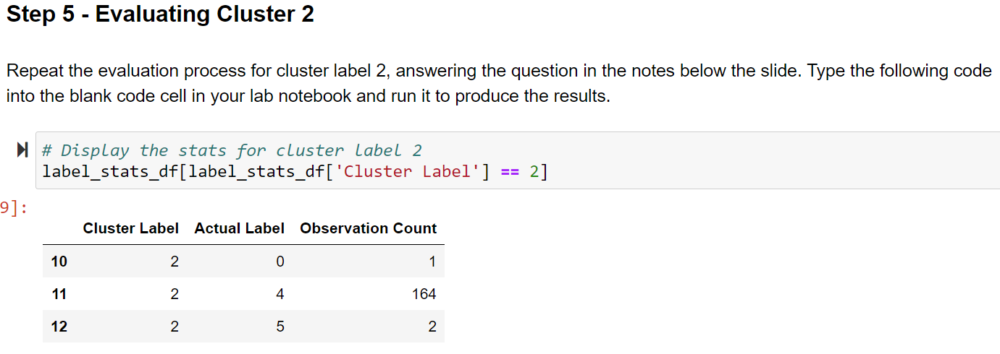 Step 5 - Evaluating Cluster 2
Repeat the evaluation process for cluster label 2, answering the question in the notes below the slide. Type the following code
into the blank code cell in your lab notebook and run it to produce the results.
# Display the stats for cluster label 2
label_stats_df[label_stats_df['Cluster Label'] == 2]
9]:
Cluster Label Actual Label Observation Count
10 2 0 1
11 2 4 164
12 2 5 2